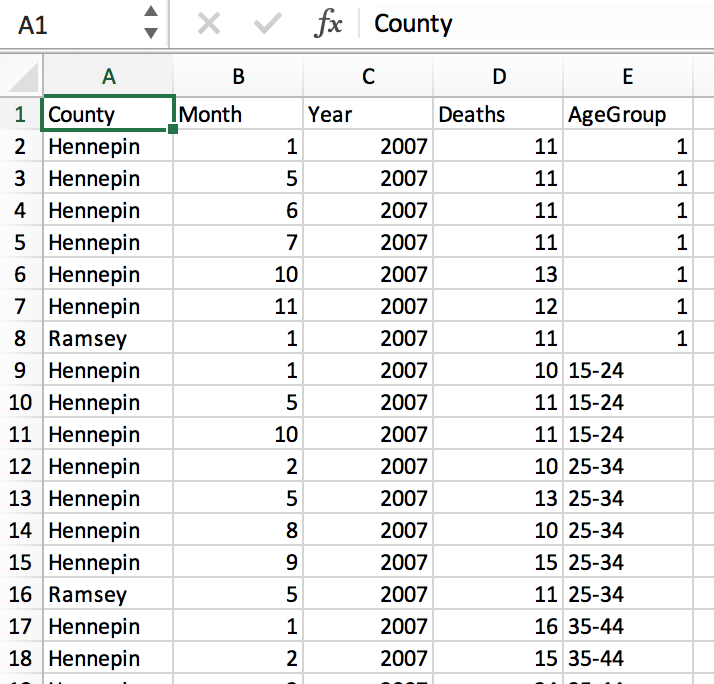 A1 fx County
A B C D E
1 County Month Year Deaths AgeGroup
2 Hennepin 1 2007 11 1
3 Hennepin 5 2007 11 1
4 Hennepin 6 2007 11 1
5 Hennepin 7 2007 11 1
6 Hennepin 10 2007 13 1
7 Hennepin 11 2007 12 1
8 Ramsey 1 2007 11 1
9 Hennepin 1 2007 10 15-24
10 Hennepin 5 2007 11 15-24
11 Hennepin 10 2007 11 15-24
12 Hennepin 2 2007 10 25-34
13 Hennepin 5 2007 13 25-34
14 Hennepin 8 2007 10 25-34
15 Hennepin 9 2007 15 25-34
16 Ramsey 5 2007 11 25-34
17 Hennepin 1 2007 16 35-44
18 Hennepin 2 2007 15 35-44